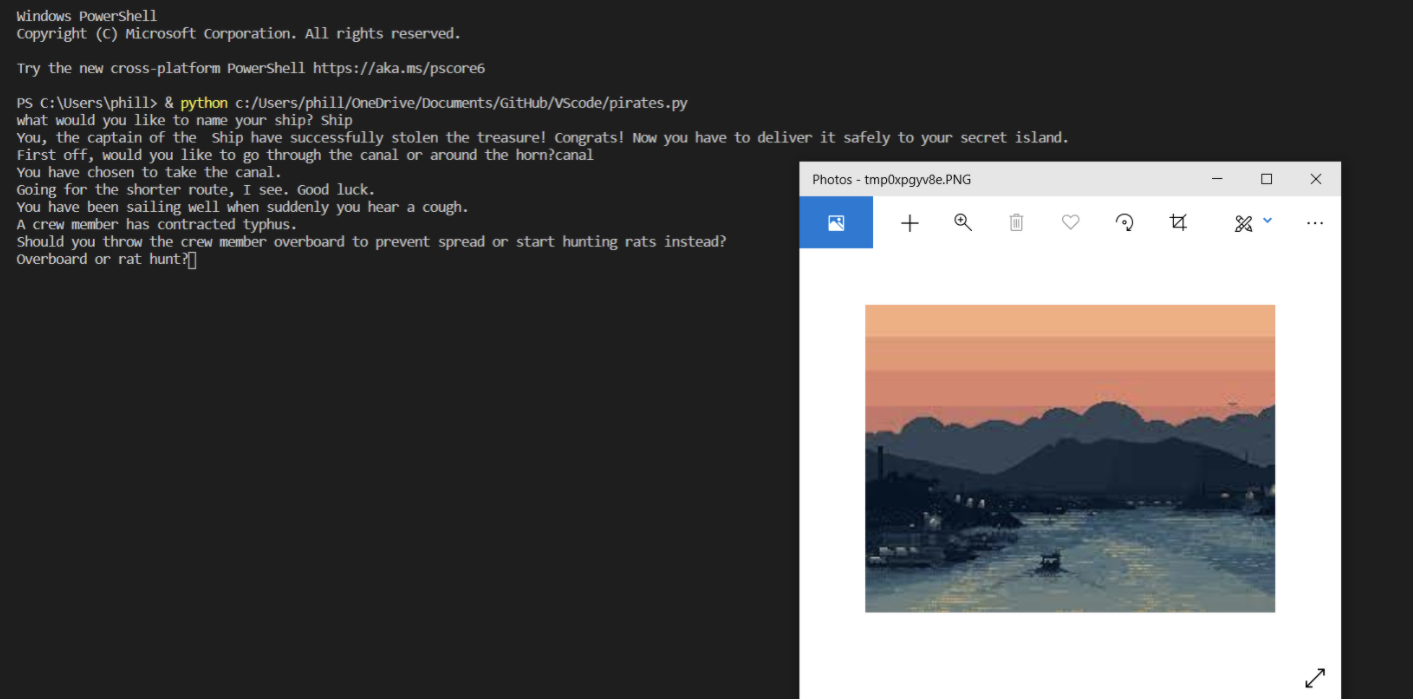 Windows PowerShell
Copyright (C) Microsoft Corporation. All rights reserved.
Try the new cross-platform PowerShell https://aka.ms/pscore6
PS C:\Users\phill> & python c:/Users/phill/OneDrive/Documents/GitHub/VScode/pirates.py
what would you like to name your ship? Ship
You, the captain of the  Ship have successfully stolen the treasure! Congrats! Now you have to deliver it safely to your secret island.
First off, would you like to go through the canal or around the horn?canal
You have chosen to take the canal.
Going for the shorter route, I see. Good luck.
You have been sailing well when suddenly you hear a cough.
A crew member has contracted typhus.
Should you throw the crew member overboard to prevent spread or start hunting rats instead?
Overboard or rat hunt?
Photos - tmp0xpgyv8e.PNG